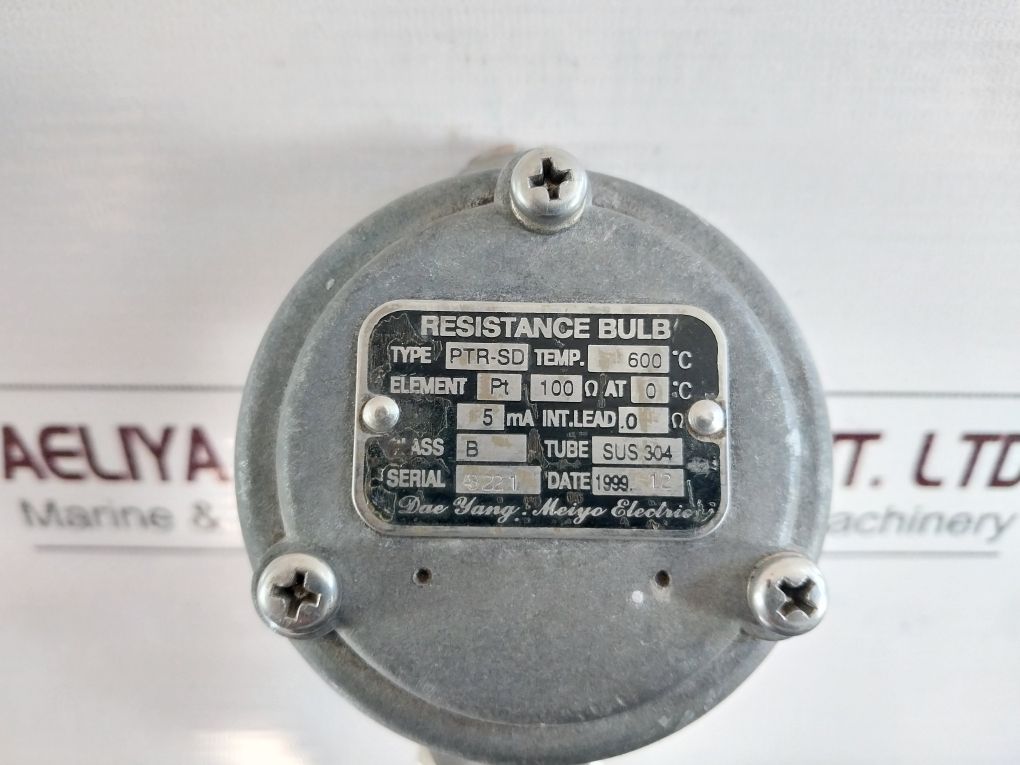 RESISTANCE BULB
TYPE PTR-SD TEMP. 600 °C
ELEMENT Pt 100 Ω AT 0 °C
5 mA INT.LEAD .0 Ω
CLASS B TUBE SUS 304
SERIAL DATE 1999. 12
Dae Yang. Meiyo Electric
AELIYA T. LTD
Marine & achinery